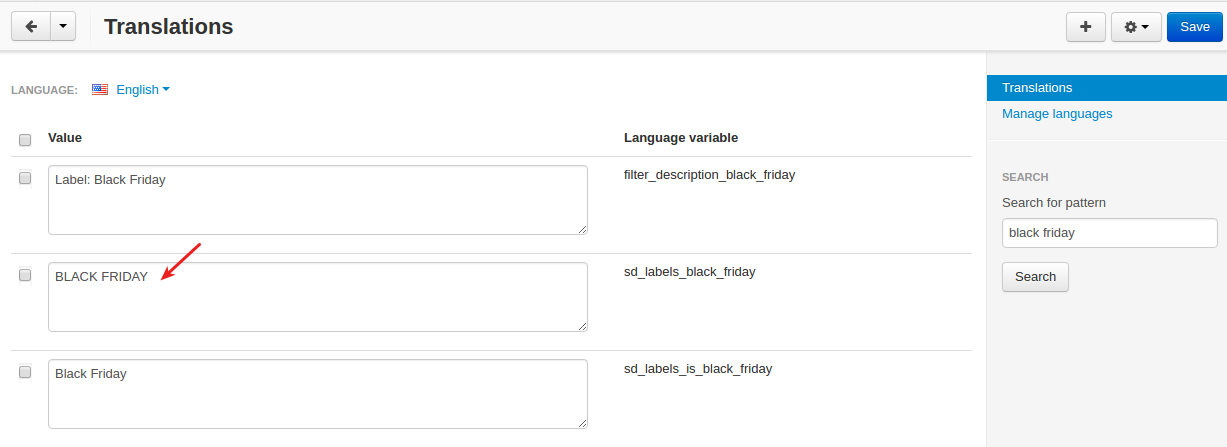 Translations
Save
LANGUAGE: English
Value Language variable
Label: Black Friday filter_description_black_friday
BLACK FRIDAY sd_labels_black_friday
Black Friday sd_labels_is_black_friday
Translations
Manage languages
SEARCH
Search for pattern
black friday
Search